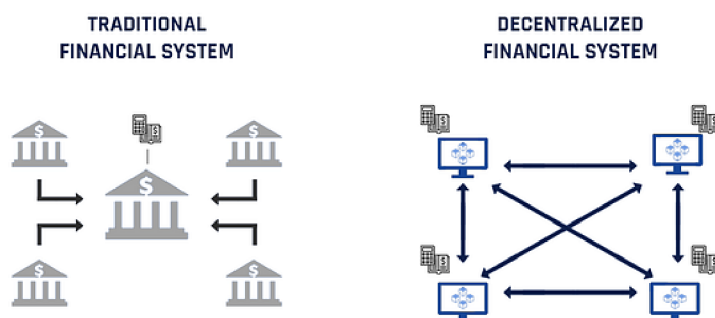 TRADITIONAL
FINANCIAL SYSTEM
DECENTRALIZED
FINANCIAL SYSTEM
$
$
$
$
$